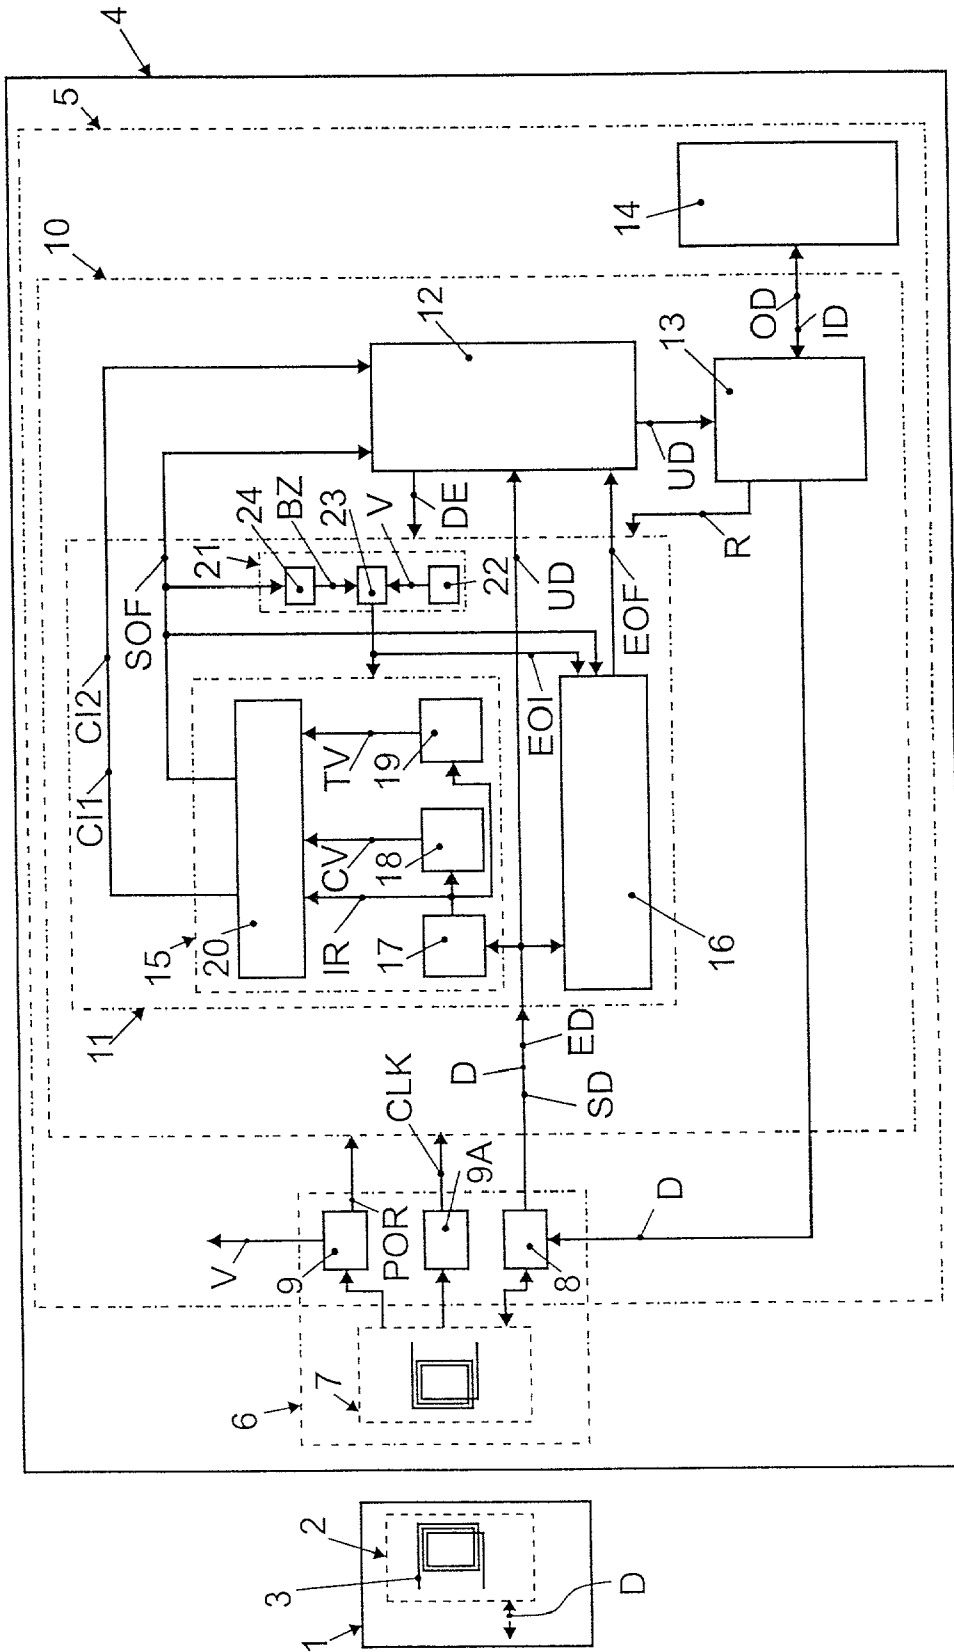 4
5
10
14
OD
ID
12
13
UD
R
DE
SOF
CI1
CI2
21
24
BZ
23
V
22
UD
EOF
EOI
TV
19
CV
18
IR
17
20
15
16
11
ED
D
SD
CLK
9A
POR
V
9
8
D
7
6
2
3
1
D